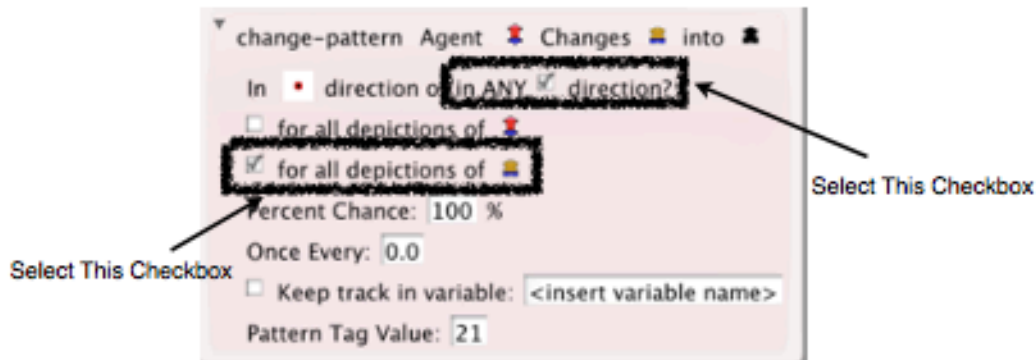 change-pattern Agent Changes into
In direction o in ANY direction?
for all depictions of
for all depictions of
Percent Chance: 100 %
Once Every: 0.0
Keep track in variable: <insert variable name>
Pattern Tag Value: 21
Select This Checkbox
Select This Checkbox